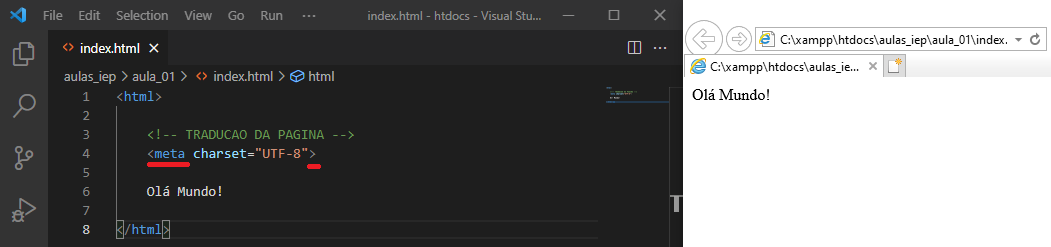 File Edit Selection View Go Run ··· index.html - htdocs - Visual Stu...
index.html
aulas_iep > aula_01 > index.html > html
1 <html>
2
3 <!-- TRADUCAO DA PAGINA -->
4 <meta charset="UTF-8">
5
6 Olá Mundo!
7
8 </html>
T
C:\xampp\htdocs\aulas_iep\aula_01\index.
C:\xampp\htdocs\aulas_ie...
Olá Mundo!